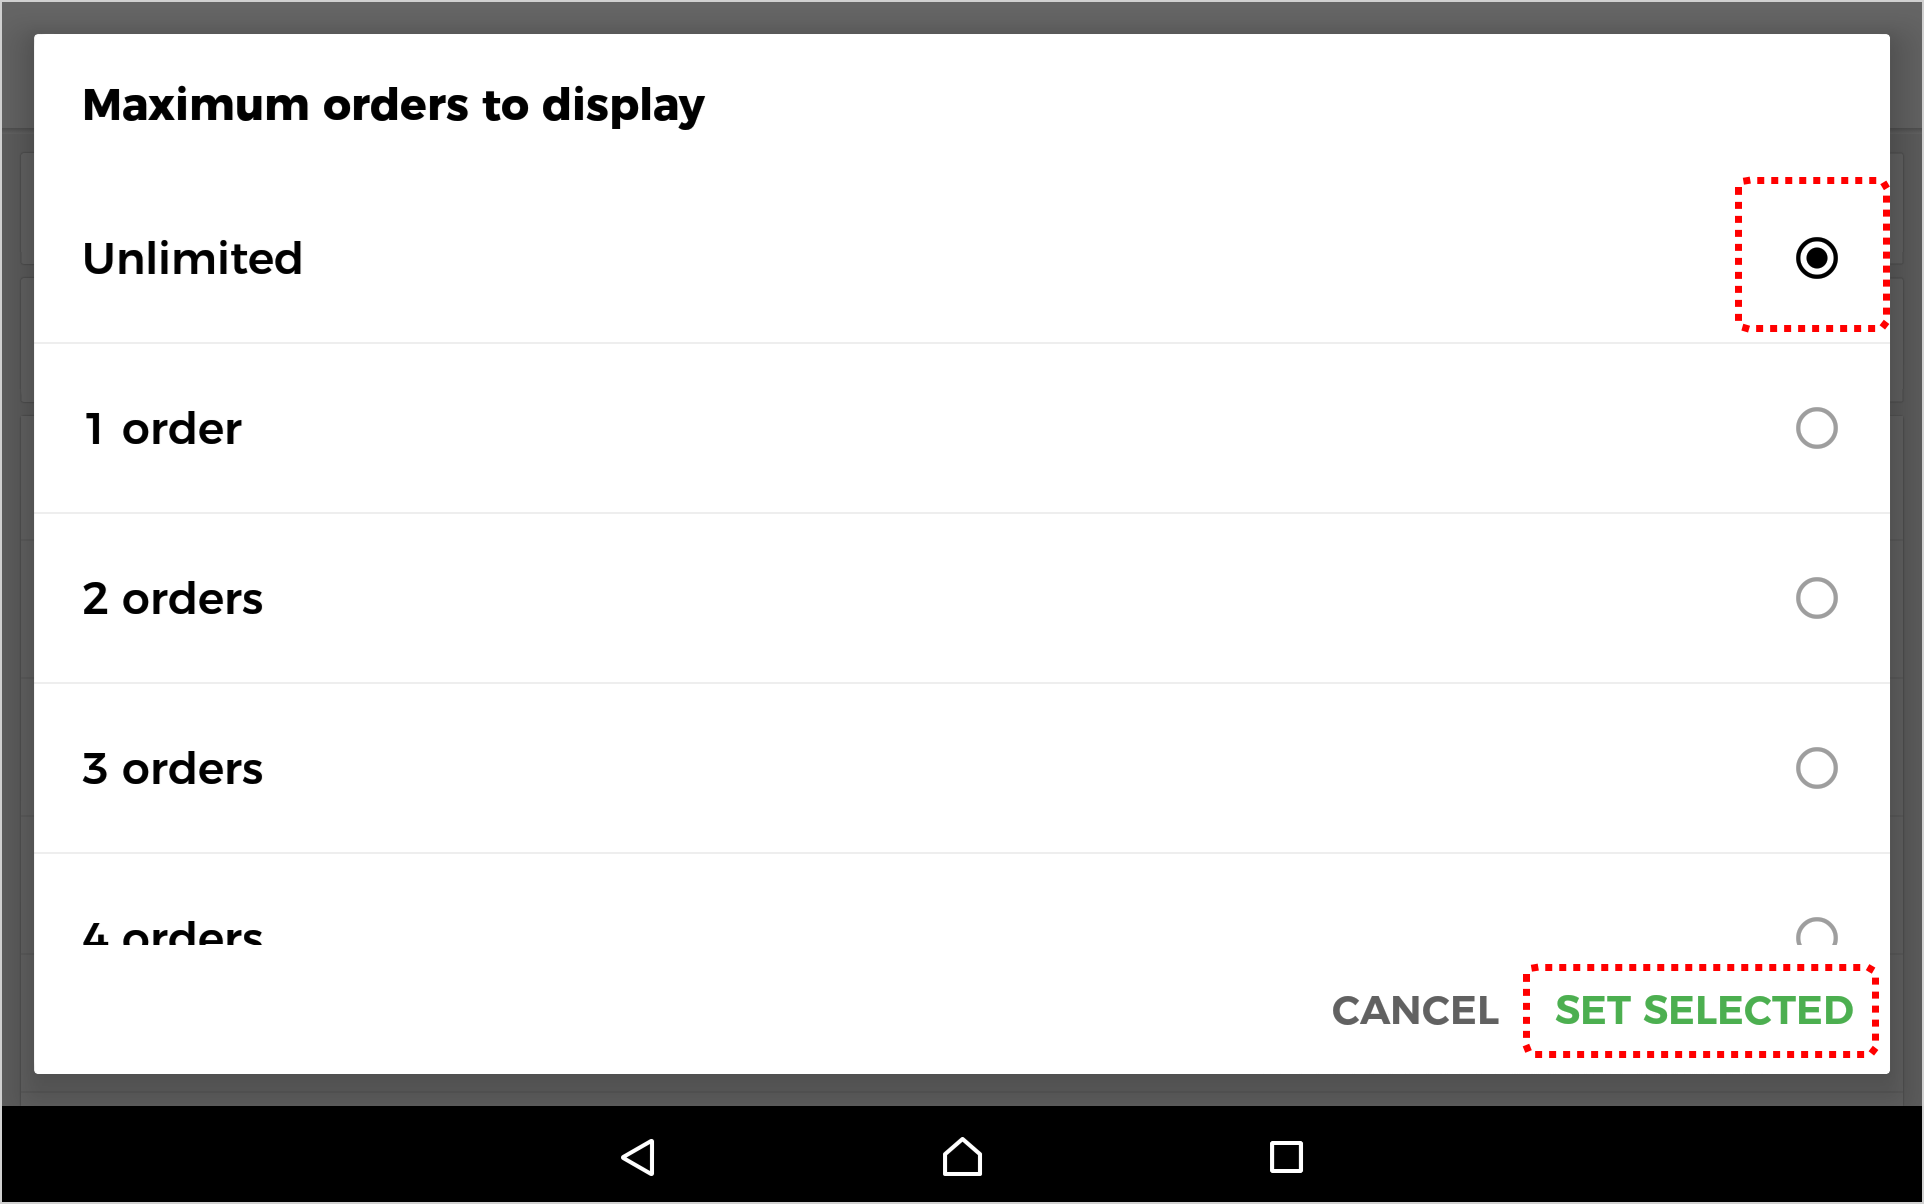 Maximum orders to display
Unlimited
1 order
2 orders
3 orders
4 orders
CANCEL SET SELECTED